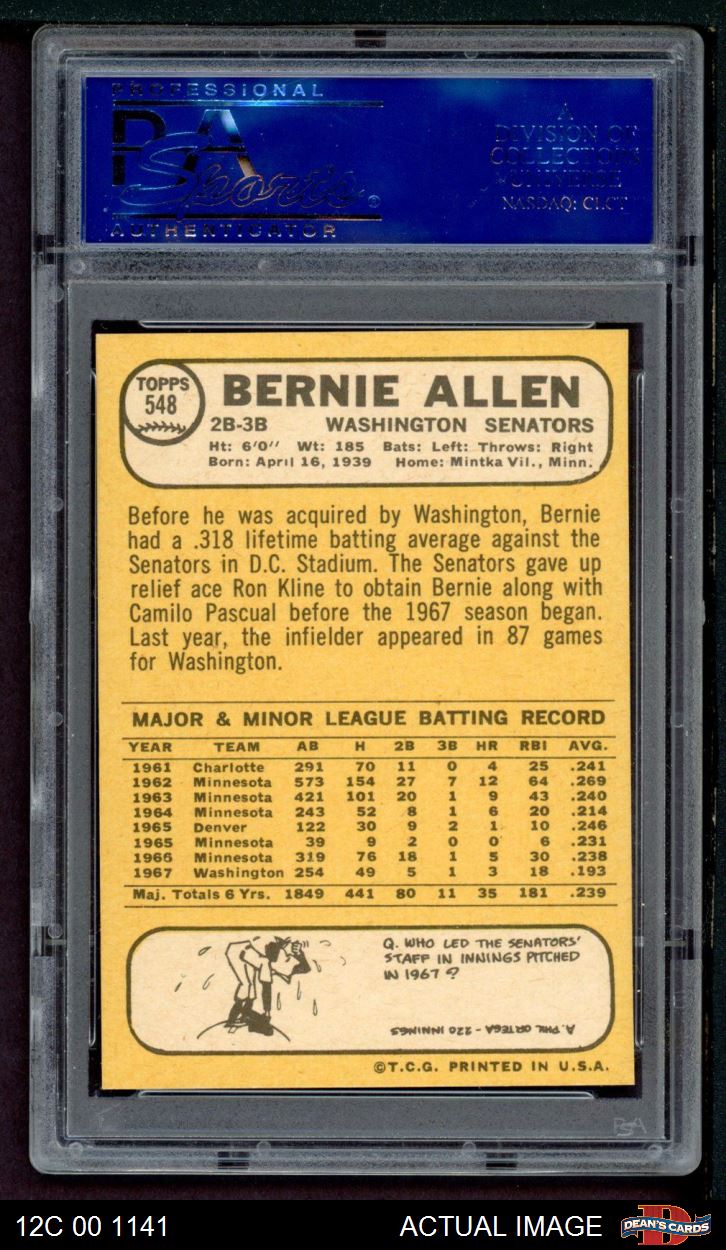 PROFESSIONAL
PSA
Sports®
AUTHENTICATOR
A
DIVISION OF
COLLECTORS
UNIVERSE
NASDAQ: CLCT
TOPPS
548
BERNIE ALLEN
2B-3B WASHINGTON SENATORS
Ht: 6'0" Wt: 185 Bats: Left: Throws: Right
Born: April 16, 1939 Home: Mintka Vil., Minn.
Before he was acquired by Washington, Bernie
had a .318 lifetime batting average against the
Senators in D.C. Stadium. The Senators gave up
relief ace Ron Kline to obtain Bernie along with
Camilo Pascual before the 1967 season began.
Last year, the infielder appeared in 87 games
for Washington.
MAJOR & MINOR LEAGUE BATTING RECORD
YEAR TEAM AB H 2B 3B HR RBI AVG.
1961 Charlotte 291 70 11 0 4 25 .241
1962 Minnesota 573 154 27 7 12 64 .269
1963 Minnesota 421 101 20 1 9 43 .240
1964 Minnesota 243 52 8 1 6 20 .214
1965 Denver 122 30 9 2 1 10 .246
1965 Minnesota 39 9 2 0 0 6 .231
1966 Minnesota 319 76 18 1 5 30 .238
1967 Washington 254 49 5 1 3 18 .193
Maj. Totals 6 Yrs. 1849 441 80 11 35 181 .239
Q. WHO LED THE SENATORS'
STAFF IN INNINGS PITCHED
IN 1967?
A. PHIL ORTEGA - 220 INNINGS
©T.C.G. PRINTED IN U.S.A.
PSA
12C 00 1141 ACTUAL IMAGE
DEAN'S CARDS